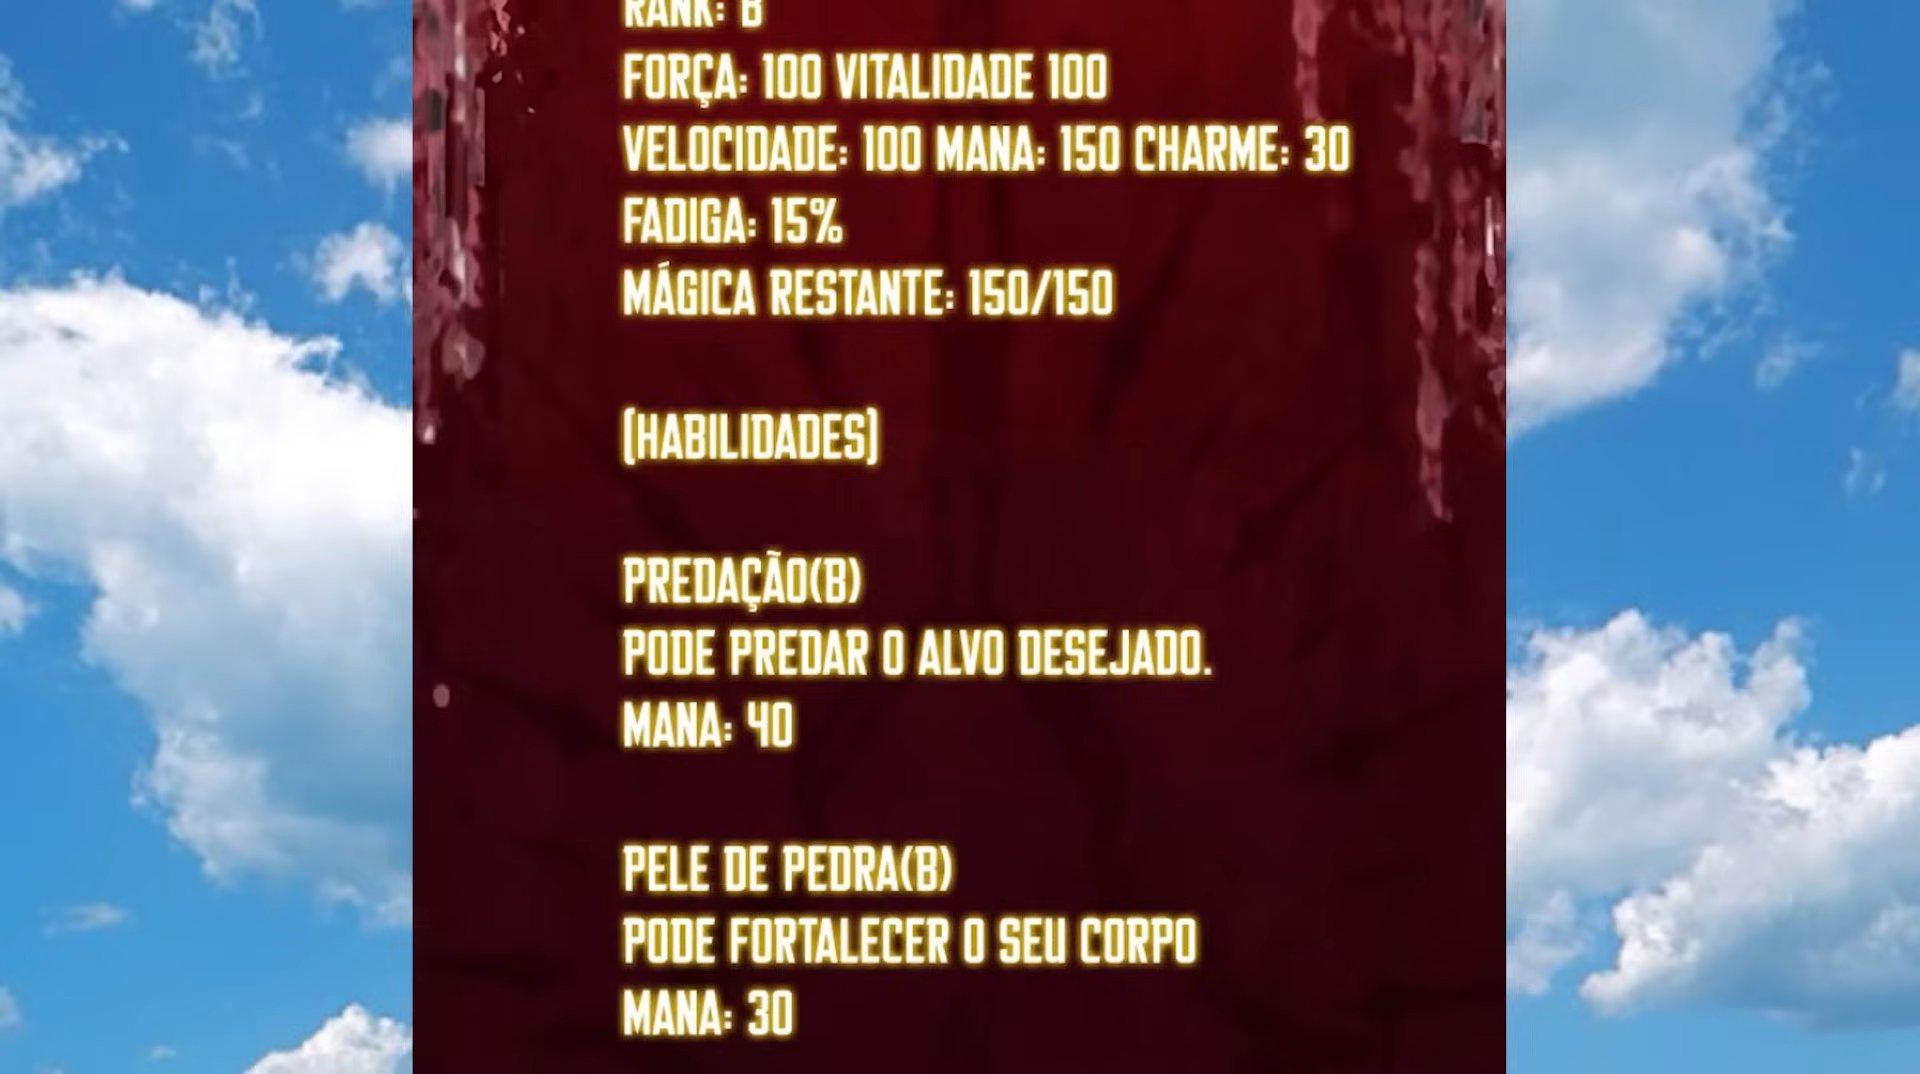 RANK: B
FORÇA: 100 VITALIDADE 100
VELOCIDADE: 100 MANA: 150 CHARME: 30
FADIGA: 15%
MÁGICA RESTANTE: 150/150
[HABILIDADES]
PREDAÇÃO(B)
PODE PREDAR O ALVO DESEJADO.
MANA: 40
PELE DE PEDRA(B)
PODE FORTALECER O SEU CORPO
MANA: 30